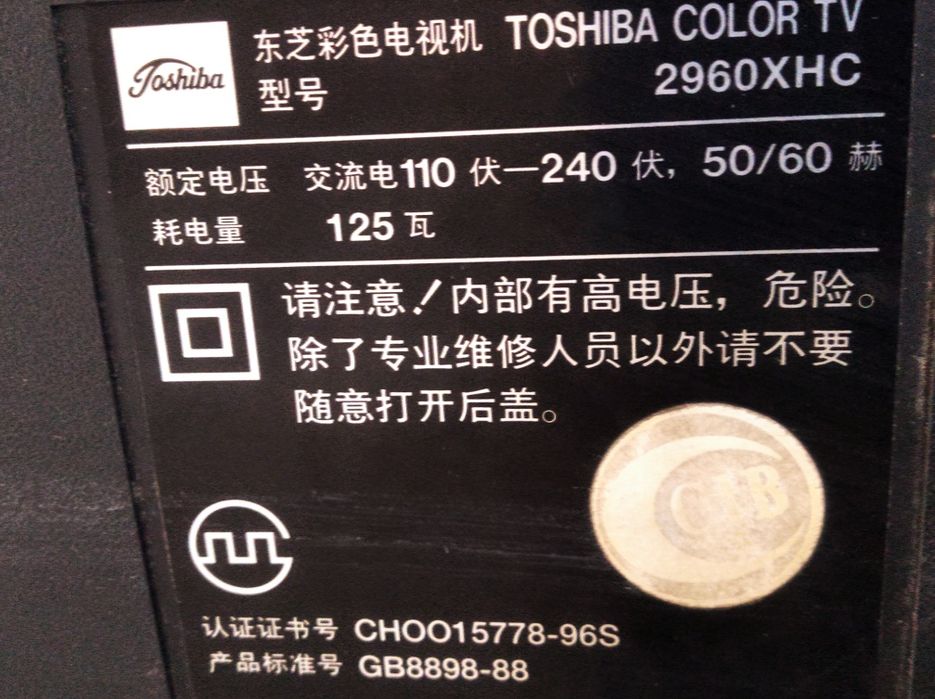 Toshiba
东芝彩色电视机 TOSHIBA COLOR TV
型号 2960XHC
额定电压 交流电110 伏—240 伏，50/60 赫
耗电量 125 瓦
请注意！内部有高电压，危险。
除了专业维修人员以外请不要
随意打开后盖。
CIB
认证证书号 CHOO15778-96S
产品标准号 GB8898-88